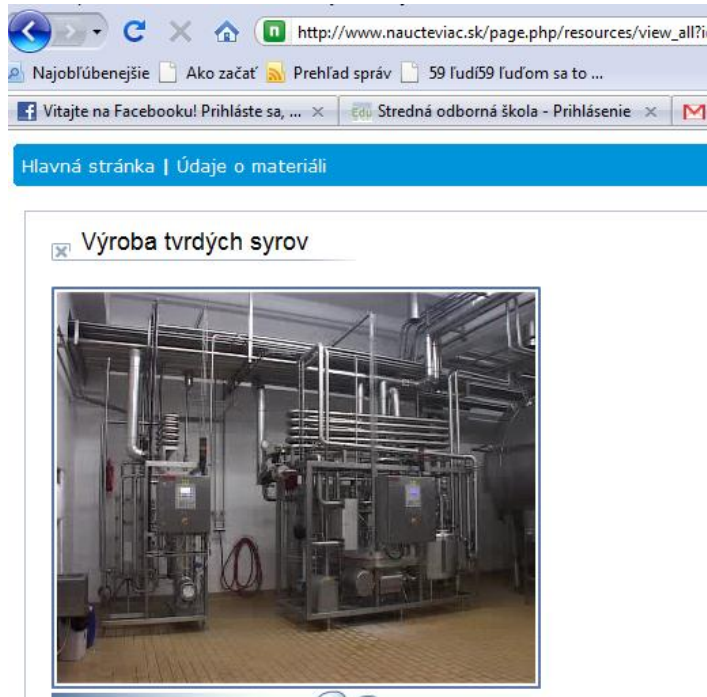 http://www.naucteviac.sk/page.php/resources/view_all?i
Najobľúbenejšie Ako začať Prehľad správ 59 ľudí59 ľuďom sa to ...
Vitajte na Facebooku! Prihláste sa, ... Edu Stredná odborná škola - Prihlásenie
Hlavná stránka | Údaje o materiáli
Výroba tvrdých syrov